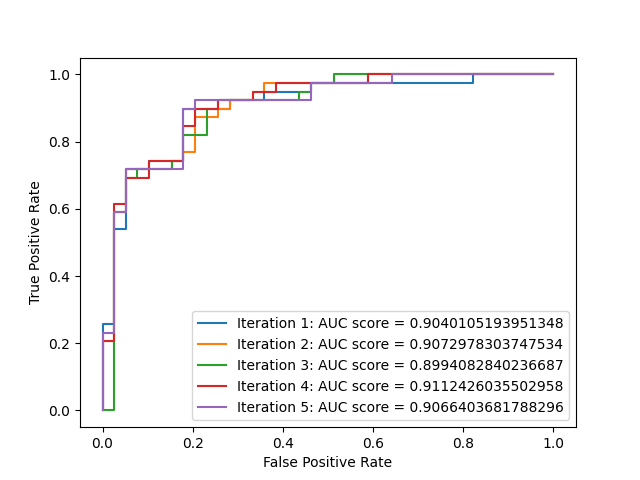 1.0
0.8
0.6
0.4
0.2
0.0
True Positive Rate
Iteration 1: AUC score = 0.9040105193951348
Iteration 2: AUC score = 0.9072978303747534
Iteration 3: AUC score = 0.8994082840236687
Iteration 4: AUC score = 0.9112426035502958
Iteration 5: AUC score = 0.9066403681788296
0.0 0.2 0.4 0.6 0.8 1.0
False Positive Rate